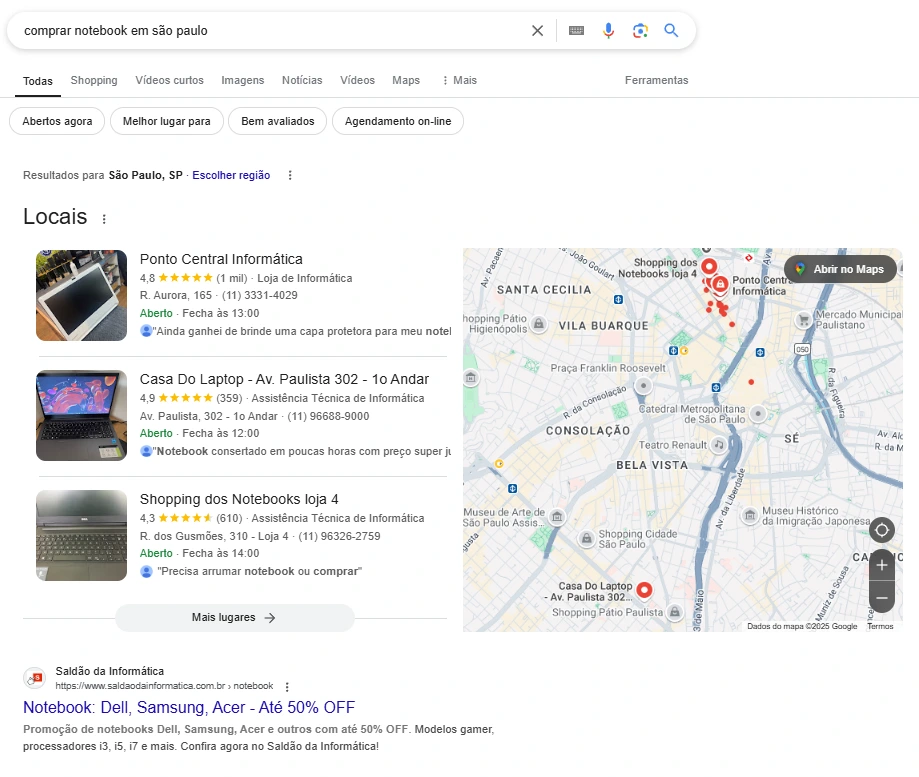 comprar notebook em são paulo
Todas Shopping Vídeos curtos Imagens Notícias Vídeos Maps Mais Ferramentas
Abertos agora Melhor lugar para Bem avaliados Agendamento on-line
Resultados para São Paulo, SP · Escolher região
Locais
Ponto Central Informática
4,8 (1 mil) · Loja de Informática
R. Aurora, 165 · (11) 3331-4029
Aberto · Fecha às 13:00
"Ainda ganhei de brinde uma capa protetora para meu notel
Casa Do Laptop - Av. Paulista 302 - 1o Andar
4,9 (359) · Assistência Técnica de Informática
Av. Paulista, 302 - 1o Andar · (11) 96688-9000
Aberto · Fecha às 12:00
"Notebook consertado em poucas horas com preço super ju
Shopping dos Notebooks loja 4
4,3 (610) · Assistência Técnica de Informática
R. dos Gusmões, 310 - Loja 4 · (11) 96326-2759
Aberto · Fecha às 14:00
"Precisa arrumar notebook ou comprar"
Mais lugares
Av. Pacaen
João Goulart
Shopping dos
Notebooks loja 4
Abrir no Maps
Ponto Centr
Informática
SANTA CECILIA
hopping Pátio
Higienópolis
VILA BUARQUE
Mercado Municipal
Paulistano
050
Praça Franklin Roosevelt
R. da Consolação
R. da Figueira
Catedral Metropolitana
de São Paulo
CONSOLAÇÃO
Teatro Renault
SÉ
Av. Alc
R. da M
BELA VISTA
Av. da Liberdade
Museu de Arte de
São Paulo Assis...
Museu Histórico
da Imigração Japonesa
Shopping Cidade
São Paulo
gusta
CA
Casa Do Laptop
- Av. Paulista 302...
Shopping Pátio Paulista
3 de Maio
Muniz de Sousa
Dados do mapa ©2025 Google Termos
Saldão da Informática
https://www.saldaodainformatica.com.br › notebook
Notebook: Dell, Samsung, Acer - Até 50% OFF
Promoção de notebooks Dell, Samsung, Acer e outros com até 50% OFF. Modelos gamer,
processadores i3, i5, i7 e mais. Confira agora no Saldão da Informática!